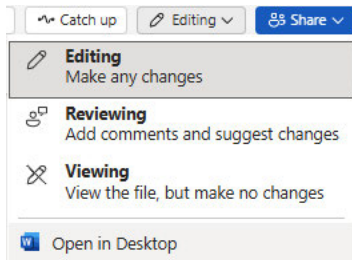 Catch up
Editing
Share
Editing
Make any changes
Reviewing
Add comments and suggest changes
Viewing
View the file, but make no changes
Open in Desktop